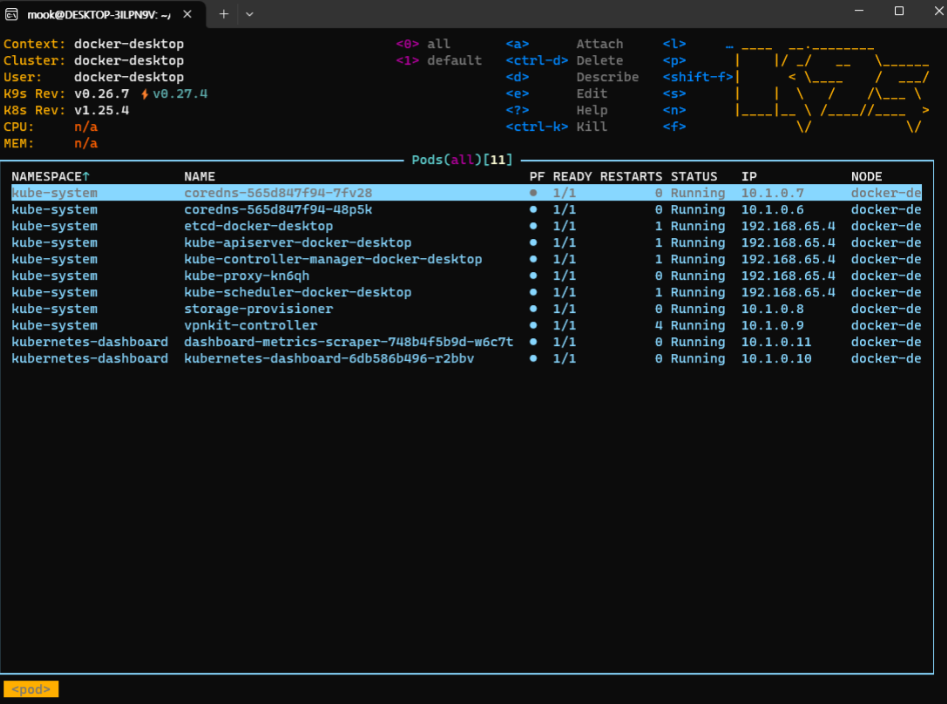 mook@DESKTOP-3ILPN9V: ~/
Context: docker-desktop <0> all <a> Attach <l> …
Cluster: docker-desktop <1> default <ctrl-d> Delete <p>
User: docker-desktop <d> Describe <shift-f>
K9s Rev: v0.26.7 ⚡v0.27.4 <e> Edit <s>
K8s Rev: v1.25.4 <?> Help <n>
CPU: n/a <ctrl-k> Kill <f>
MEM: n/a
Pods(all)[11]
NAMESPACE↑ NAME PF READY RESTARTS STATUS IP NODE
kube-system coredns-565d847f94-7fv28 ● 1/1 0 Running 10.1.0.7 docker-de
kube-system coredns-565d847f94-48p5k ● 1/1 0 Running 10.1.0.6 docker-de
kube-system etcd-docker-desktop ● 1/1 1 Running 192.168.65.4 docker-de
kube-system kube-apiserver-docker-desktop ● 1/1 1 Running 192.168.65.4 docker-de
kube-system kube-controller-manager-docker-desktop ● 1/1 1 Running 192.168.65.4 docker-de
kube-system kube-proxy-kn6qh ● 1/1 0 Running 192.168.65.4 docker-de
kube-system kube-scheduler-docker-desktop ● 1/1 1 Running 192.168.65.4 docker-de
kube-system storage-provisioner ● 1/1 0 Running 10.1.0.8 docker-de
kube-system vpnkit-controller ● 1/1 4 Running 10.1.0.9 docker-de
kubernetes-dashboard dashboard-metrics-scraper-748b4f5b9d-w6c7t ● 1/1 0 Running 10.1.0.11 docker-de
kubernetes-dashboard kubernetes-dashboard-6db586b496-r2bbv ● 1/1 0 Running 10.1.0.10 docker-de
<pod>